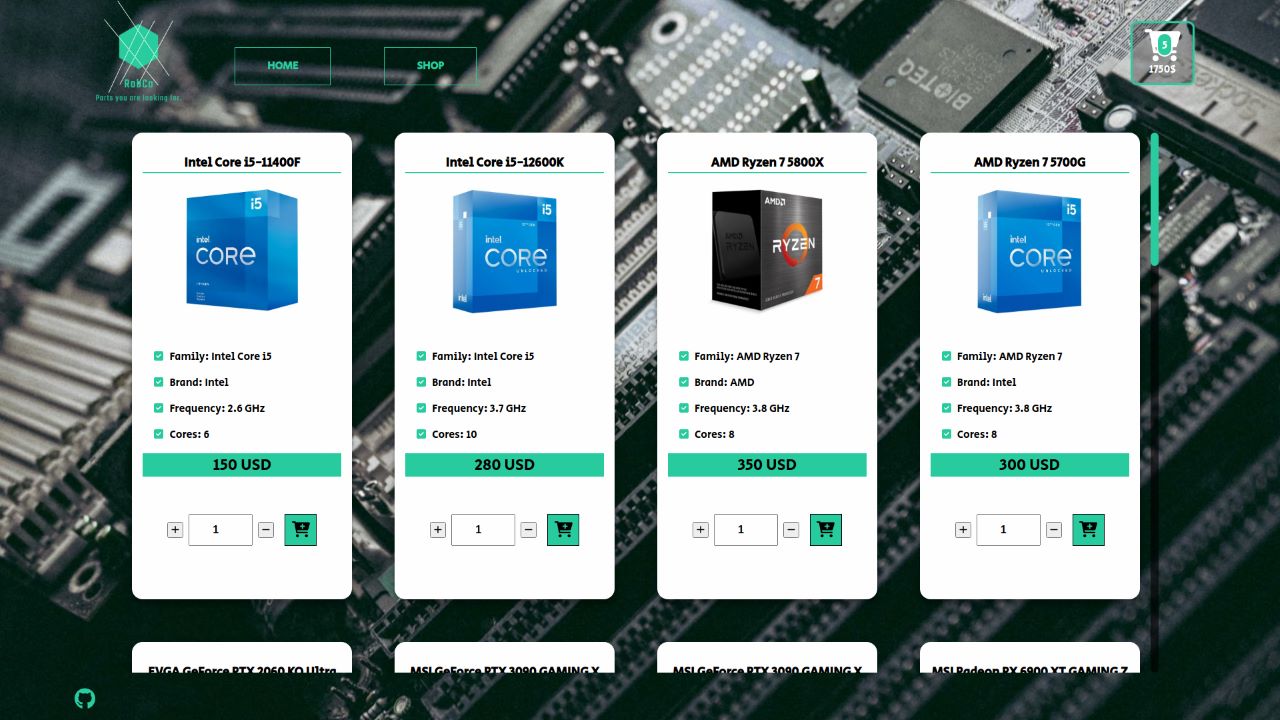 RobCo
Parts you are looking for.
HOME
SHOP
5
1750$
BIOTEQ
Intel Core i5-11400F
Intel Core i5-12600K
AMD Ryzen 7 5800X
AMD Ryzen 7 5700G
i5
intel
CORE
i5
intel
CORE
UNLOCKED
intel
AMD
AMD
RYZEN
RYZEN
7
i5
intel
CORE
UNLOCKED
intel
Family: Intel Core i5
Brand: Intel
Frequency: 2.6 GHz
Cores: 6
150 USD
1
Family: Intel Core i5
Brand: Intel
Frequency: 3.7 GHz
Cores: 10
280 USD
1
Family: AMD Ryzen 7
Brand: AMD
Frequency: 3.8 GHz
Cores: 8
350 USD
1
Family: AMD Ryzen 7
Brand: Intel
Frequency: 3.8 GHz
Cores: 8
300 USD
1
EVGA GeForce RTX 2060 KO Ultra
MSI GeForce RTX 3090 GAMING X
MSI GeForce RTX 3090 GAMING X
MSI Radeon RX 6900 XT GAMING Z